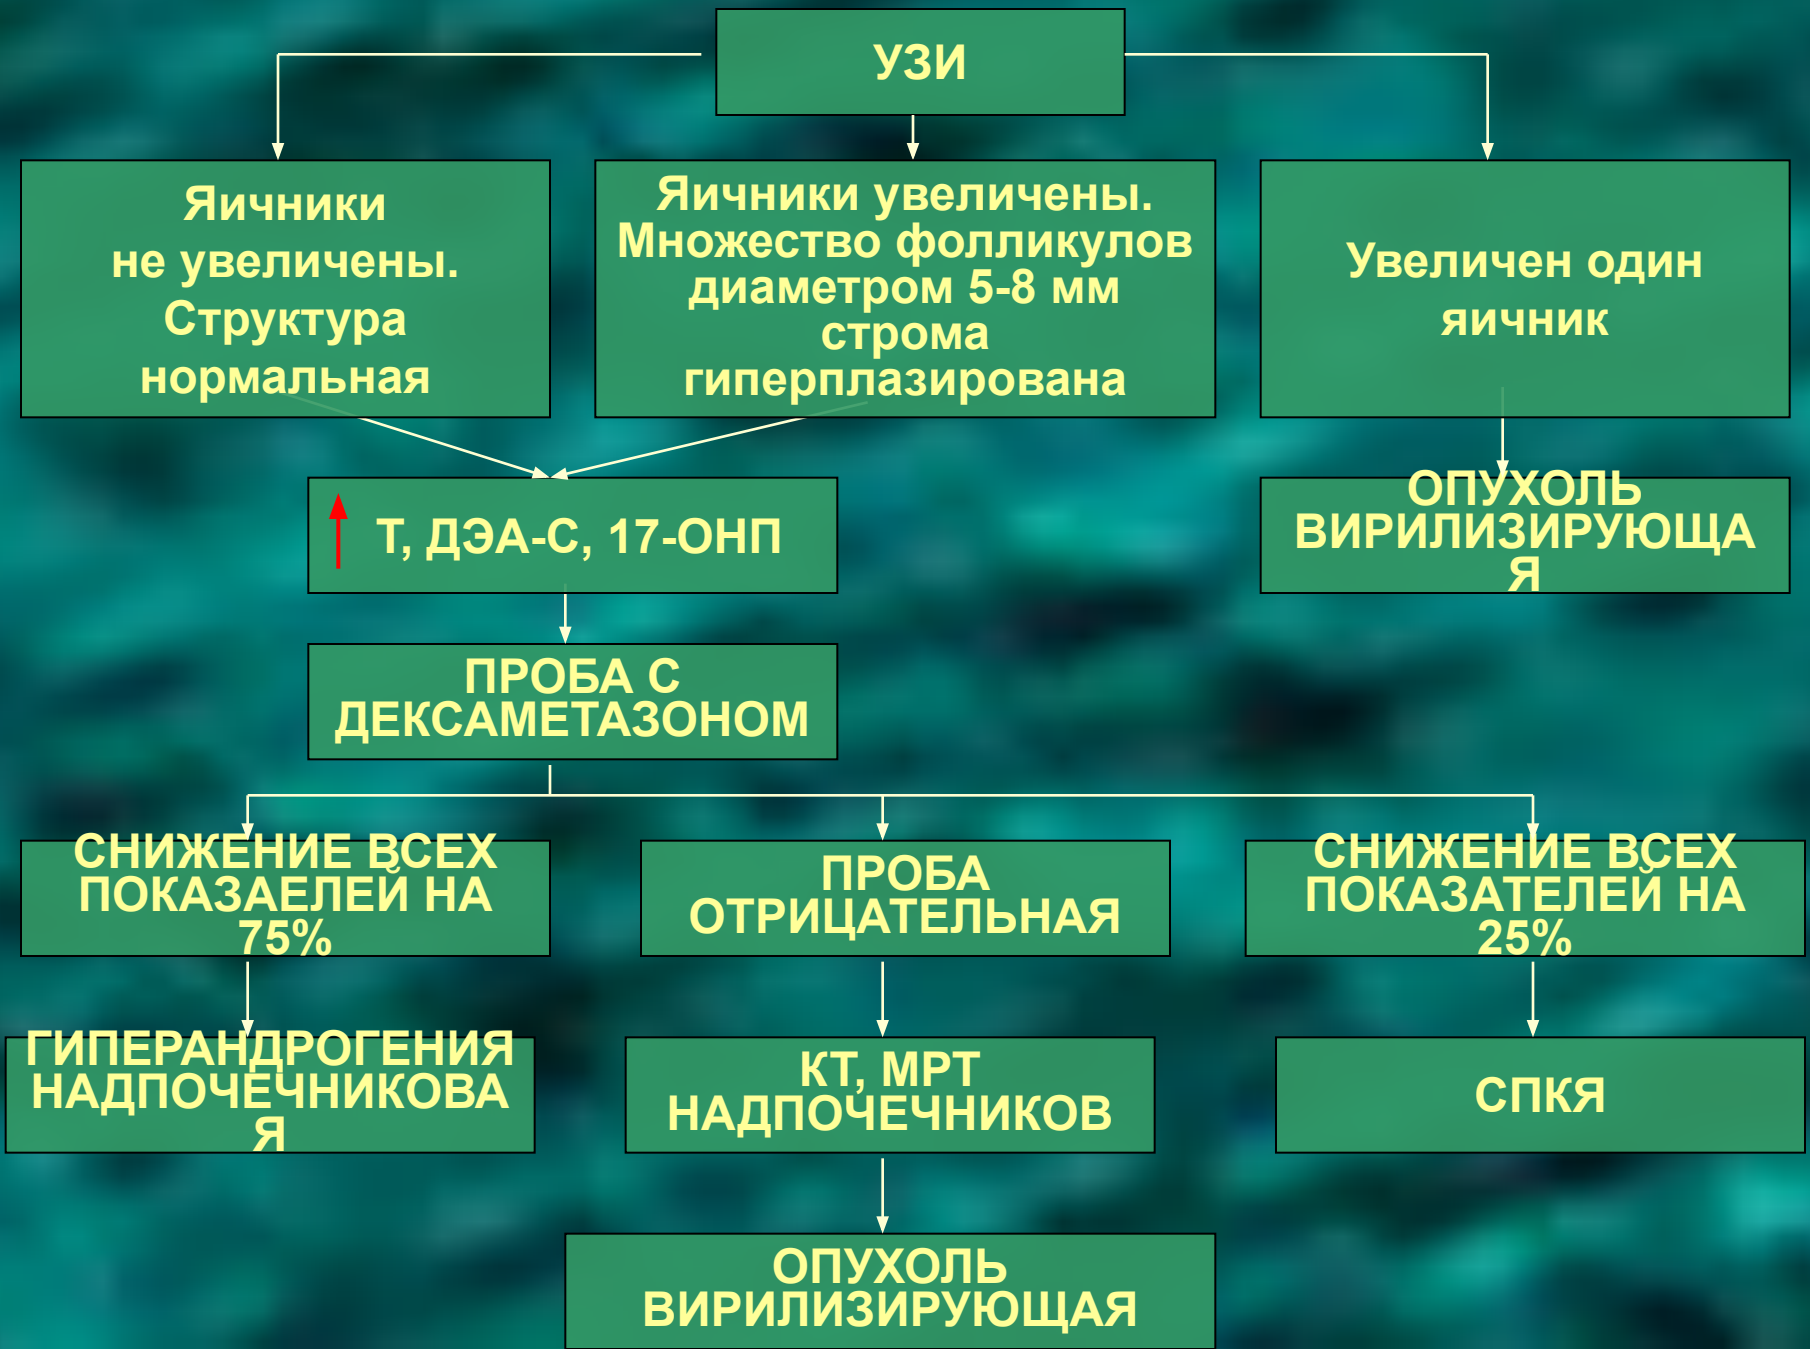 УЗИ
Яичники
не увеличены.
Структура
нормальная
Яичники увеличены.
Множество фолликулов
диаметром 5-8 мм
строма
гиперплазирована
Увеличен один
яичник
Т, ДЭА-С, 17-ОНП
ОПУХОЛЬ
ВИРИЛИЗИРУЮЩА
Я
ПРОБА С
ДЕКСАМЕТАЗОНОМ
СНИЖЕНИЕ ВСЕХ
ПОКАЗАЕЛЕЙ НА
75%
ПРОБА
ОТРИЦАТЕЛЬНАЯ
СНИЖЕНИЕ ВСЕХ
ПОКАЗАТЕЛЕЙ НА
25%
ГИПЕРАНДРОГЕНИЯ
НАДПОЧЕЧНИКОВА
Я
КТ, МРТ
НАДПОЧЕЧНИКОВ
СПКЯ
ОПУХОЛЬ
ВИРИЛИЗИРУЮЩАЯ